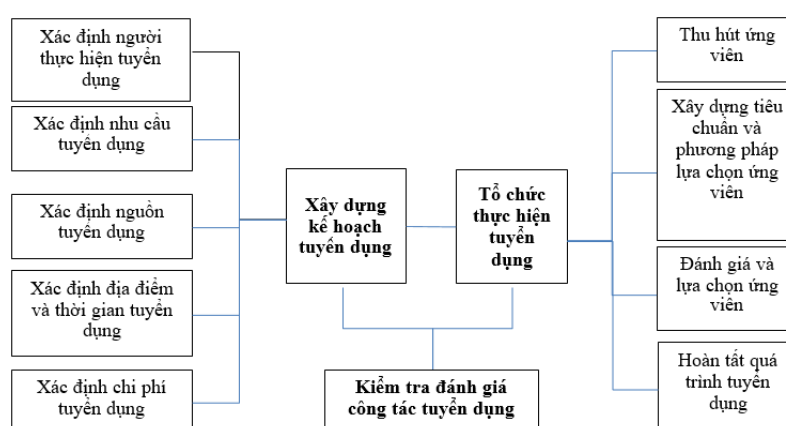 Xác định người
thực hiện tuyển
dụng
Xác định nhu cầu
tuyển dụng
Xác định nguồn
tuyển dụng
Xác định địa điểm
và thời gian tuyển
dụng
Xác định chi phí
tuyển dụng
Xây dựng
kế hoạch
tuyển dụng
Tổ chức
thực hiện
tuyển
dụng
Kiểm tra đánh giá
công tác tuyển dụng
Thu hút ứng
viên
Xây dựng tiêu
chuẩn và
phương pháp
lựa chọn ứng
viên
Đánh giá và
lựa chọn ứng
viên
Hoàn tất quá
trình tuyển
dụng